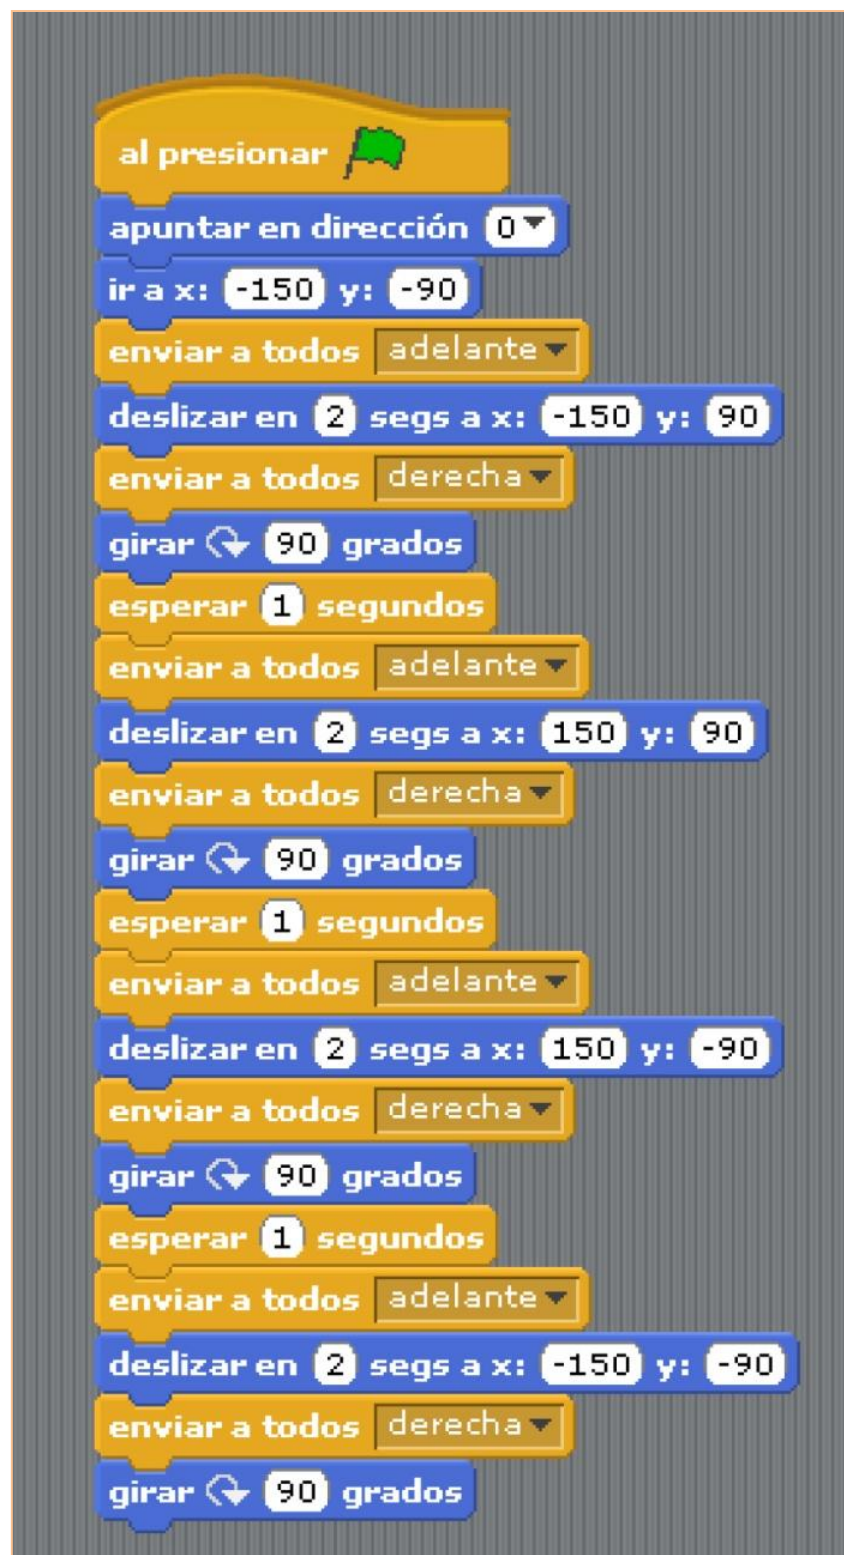 al presionar
apuntar en dirección 0
ir a x: -150 y: -90
enviar a todos adelante
deslizar en 2 segs a x: -150 y: 90
enviar a todos derecha
girar 90 grados
esperar 1 segundos
enviar a todos adelante
deslizar en 2 segs a x: 150 y: 90
enviar a todos derecha
girar 90 grados
esperar 1 segundos
enviar a todos adelante
deslizar en 2 segs a x: 150 y: -90
enviar a todos derecha
girar 90 grados
esperar 1 segundos
enviar a todos adelante
deslizar en 2 segs a x: -150 y: -90
enviar a todos derecha
girar 90 grados